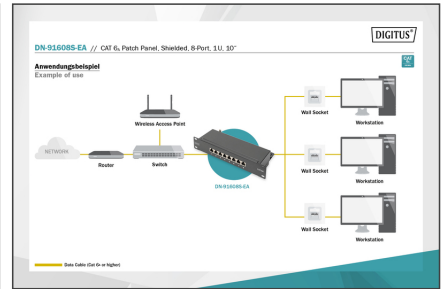 DIGITUS®
DN-91608S-EA // CAT 6A Patch Panel, Shielded, 8-Port, 1U, 10"
CAT
Anwendungsbeispiel
Example of use
Wireless Access Point
Wall Socket
Workstation
NETWORK
Router
Switch
DN-91608S-EA
Wall Socket
Workstation
Wall Socket
Workstation
Data Cable (Cat 6A or higher)